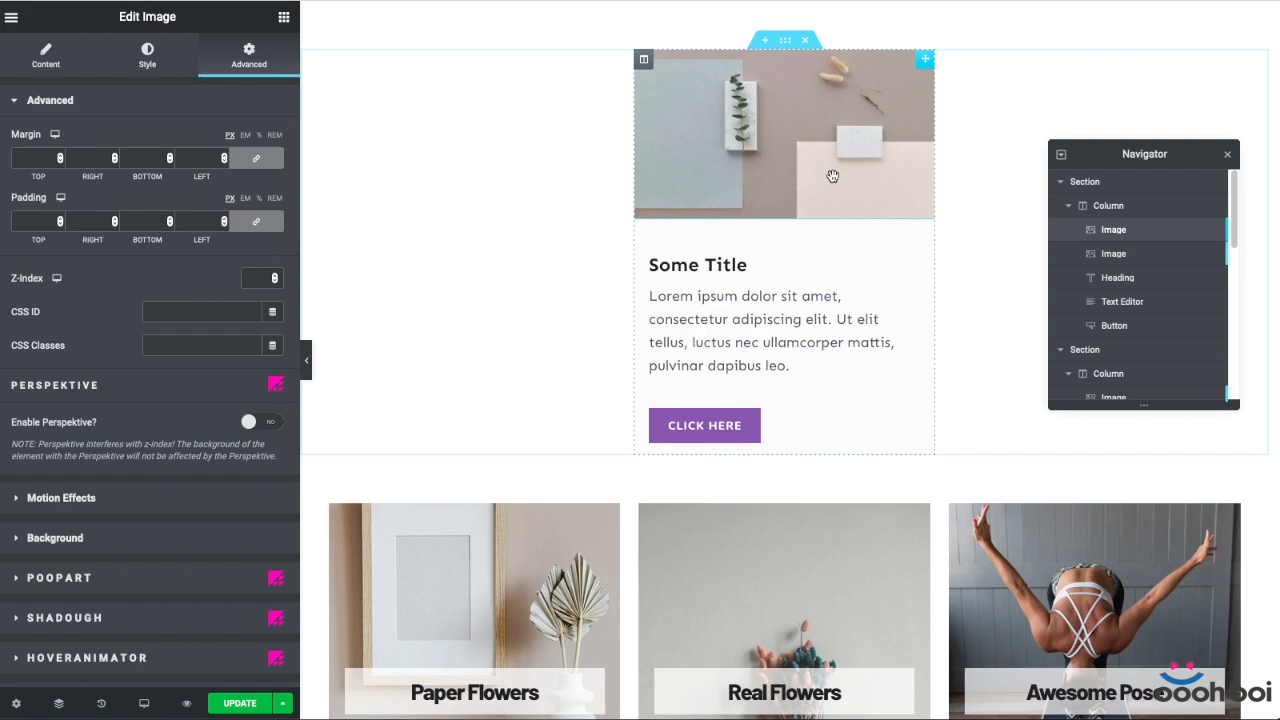 Edit Image
Content
Style
Advanced
Advanced
Margin
PX EM % REM
0 0 0 0
TOP RIGHT BOTTOM LEFT
Padding
PX EM % REM
TOP RIGHT BOTTOM LEFT
Z-Index
CSS ID
CSS Classes
PERSPEKTIVE
Enable Perspektive?
NO
NOTE: Perspektive interferes with z-index! The background of the
element with the Perspektive will not be affected by the Perspektive.
Motion Effects
Background
POOPART
SHADOUGH
HOVERANIMATOR
UPDATE
Some Title
Lorem ipsum dolor sit amet,
consectetur adipiscing elit. Ut elit
tellus, luctus nec ullamcorper mattis,
pulvinar dapibus leo.
CLICK HERE
Navigator
Section
Column
Image
Image
Heading
Text Editor
Button
Section
Column
Image
Paper Flowers
Real Flowers
Awesome Pose
ooohboi